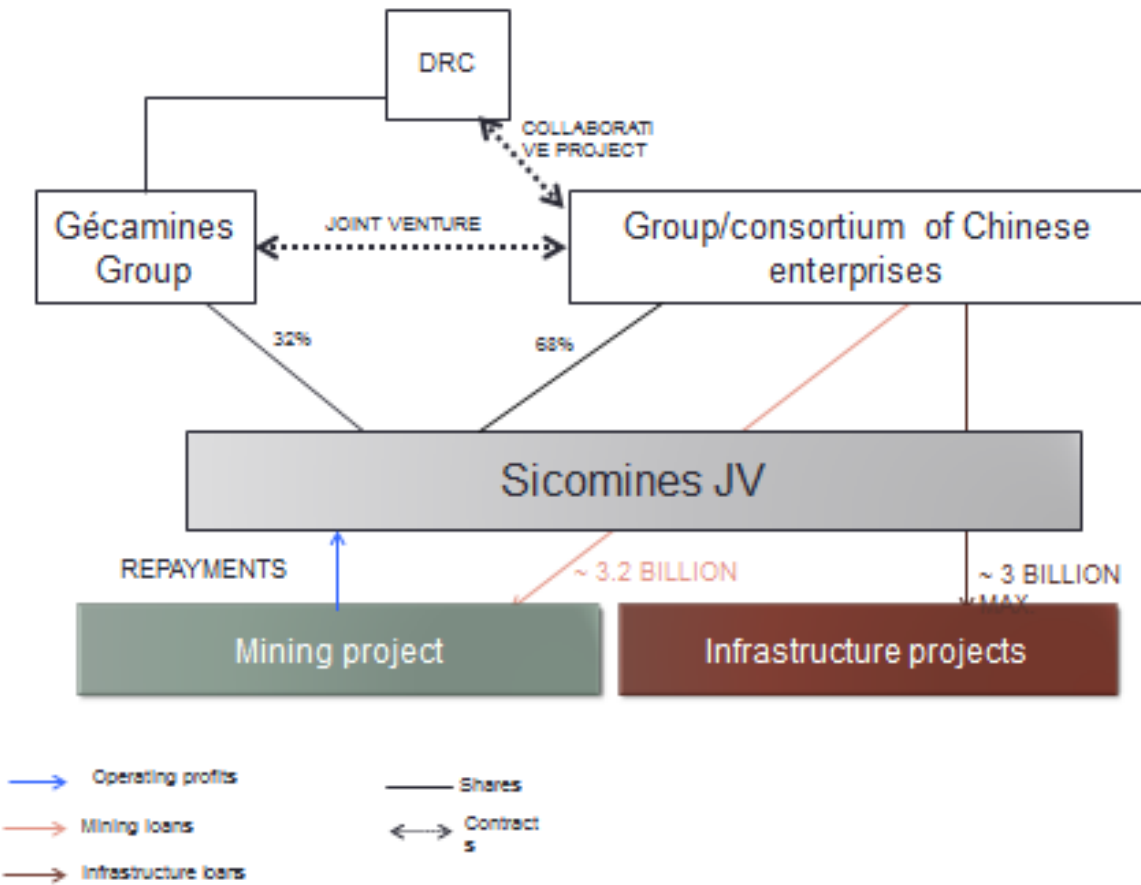 DRC
COLLABORATI
VE PROJECT
Gécamines
Group
JOINT VENTURE
Group/consortium of Chinese
enterprises
32%
68%
Sicomines JV
REPAYMENTS
~ 3.2 BILLION
~ 3 BILLION
MAX.
Mining project
Infrastructure projects
Operating profits
Shares
Mining loans
Contract
s
Infrastructure loans